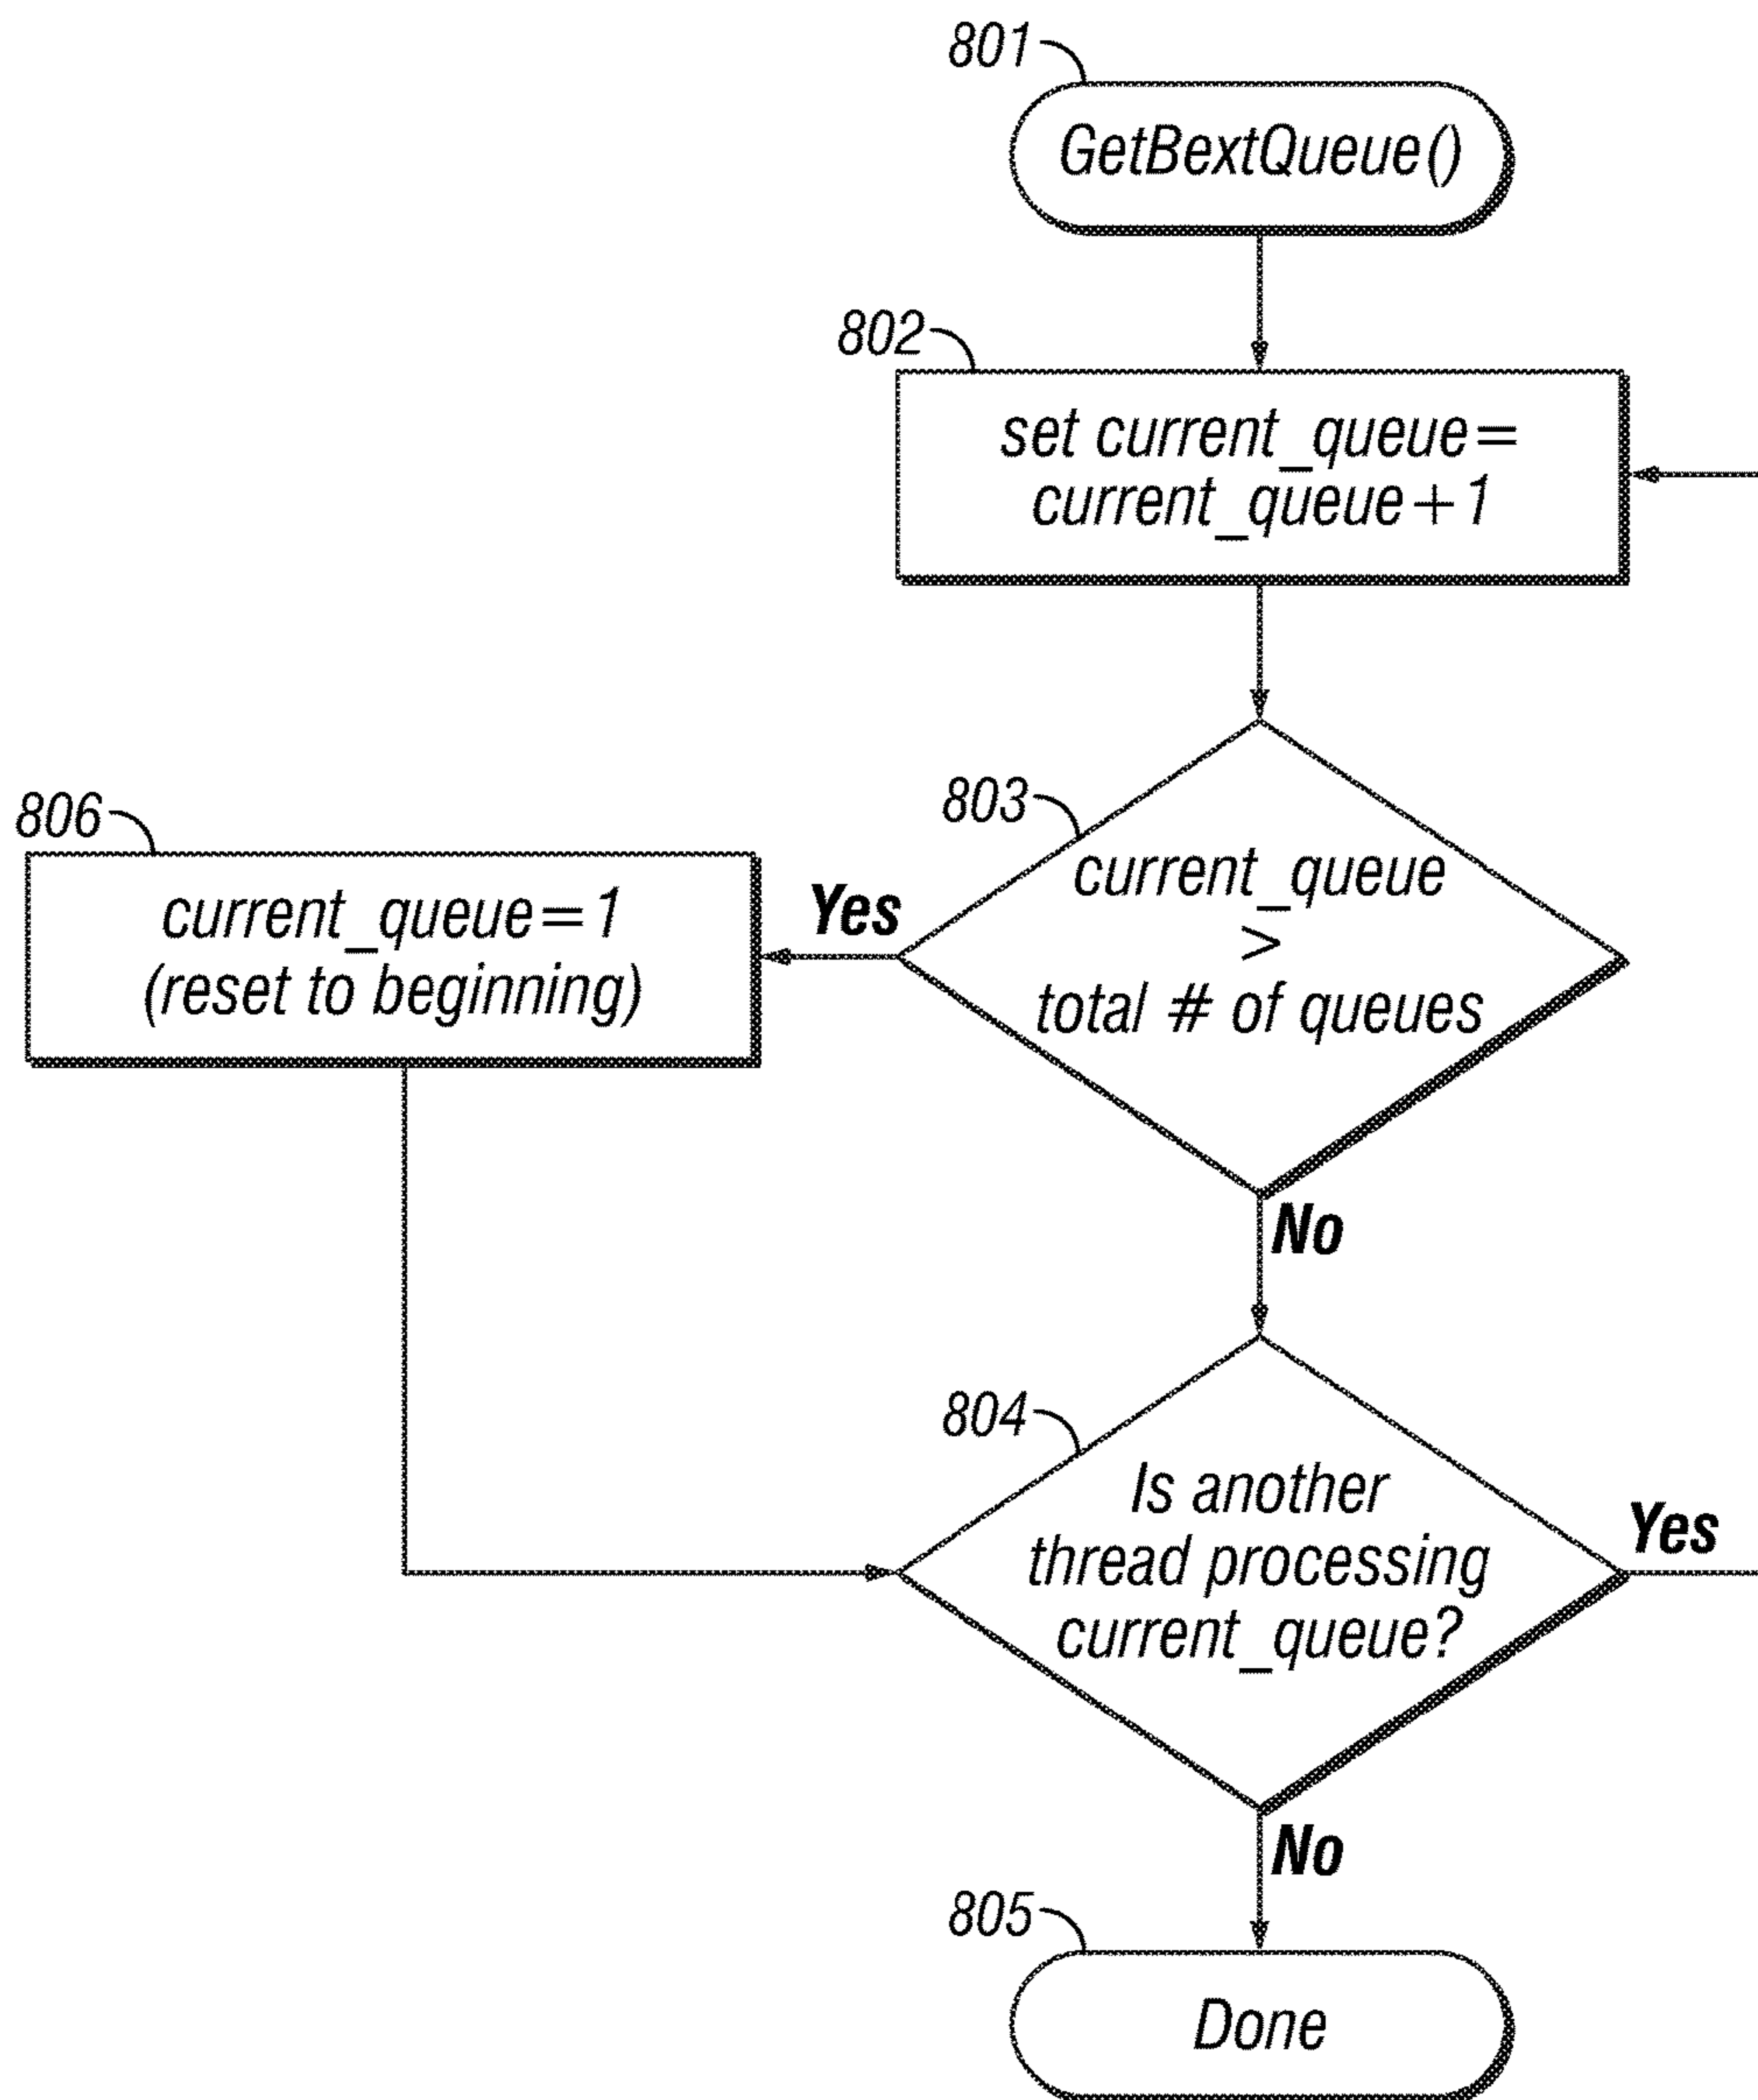 801
GetBextQueue()
802
set current_queue=
current_queue+1
803
current_queue
>
total # of queues
Yes
806
current_queue=1
(reset to beginning)
No
804
Is another
thread processing
current_queue?
Yes
No
805
Done